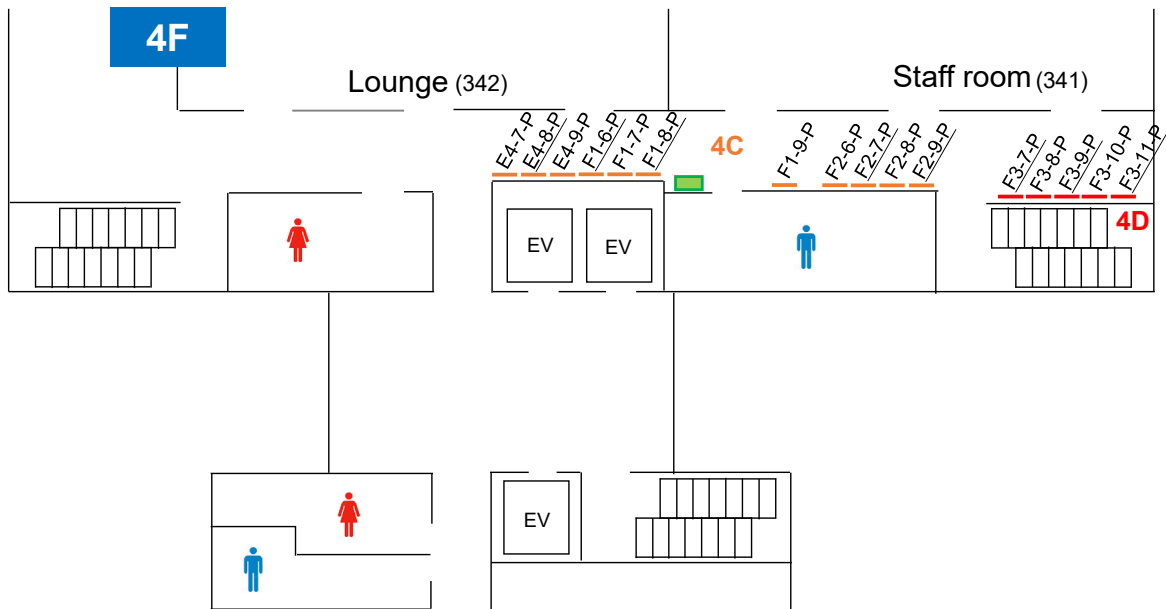 4F
Lounge (342)
Staff room (341)
E4-7-P
E4-8-P
E4-9-P
F1-6-P
F1-7-P
F1-8-P
4C
F1-9-P
F2-6-P
F2-7-P
F2-8-P
F2-9-P
F3-7-P
F3-8-P
F3-9-P
F3-10-P
F3-11-P
4D
EV
EV
EV